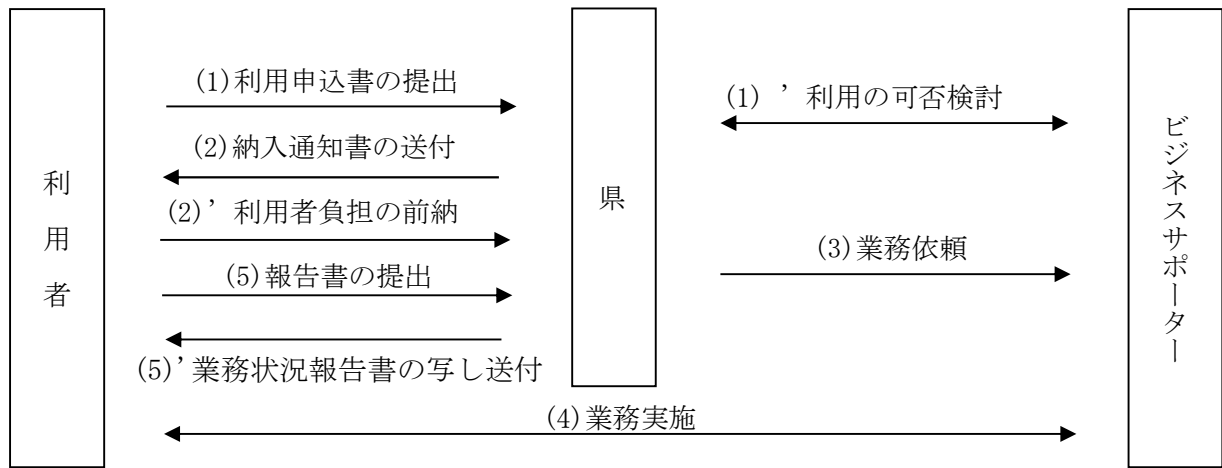 利用者
(1)利用申込書の提出
(2)納入通知書の送付
(2)’利用者負担の前納
(5)報告書の提出
(5)’業務状況報告書の写し送付
県
(1)’利用の可否検討
(3)業務依頼
(4)業務実施
ビジネスサポーター